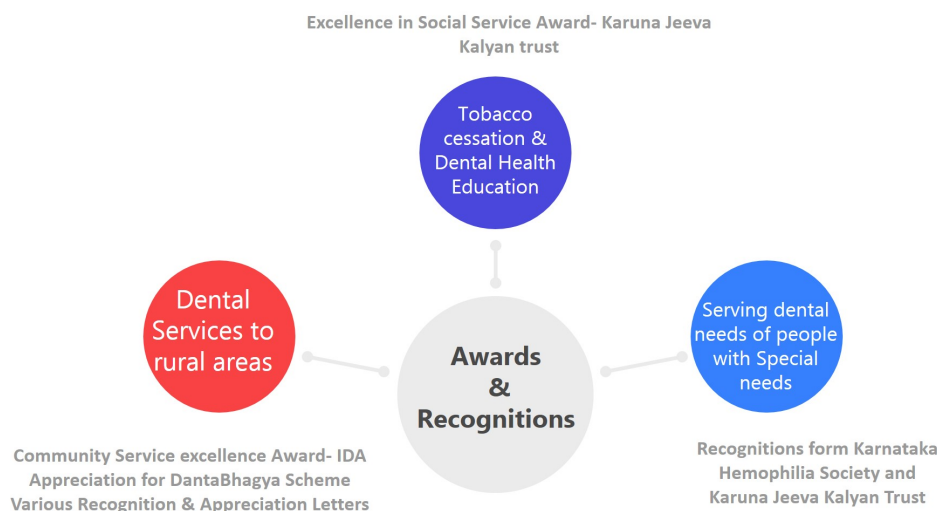 Excellence in Social Service Award- Karuna Jeeva
Kalyan trust
Tobacco
cessation &
Dental Health
Education
Dental
Services to
rural areas
Serving dental
needs of people
with Special
needs
Awards
&
Recognitions
Community Service excellence Award- IDA
Appreciation for DantaBhagya Scheme
Various Recognition & Appreciation Letters
Recognitions form Karnataka
Hemophilia Society and
Karuna Jeeva Kalyan Trust